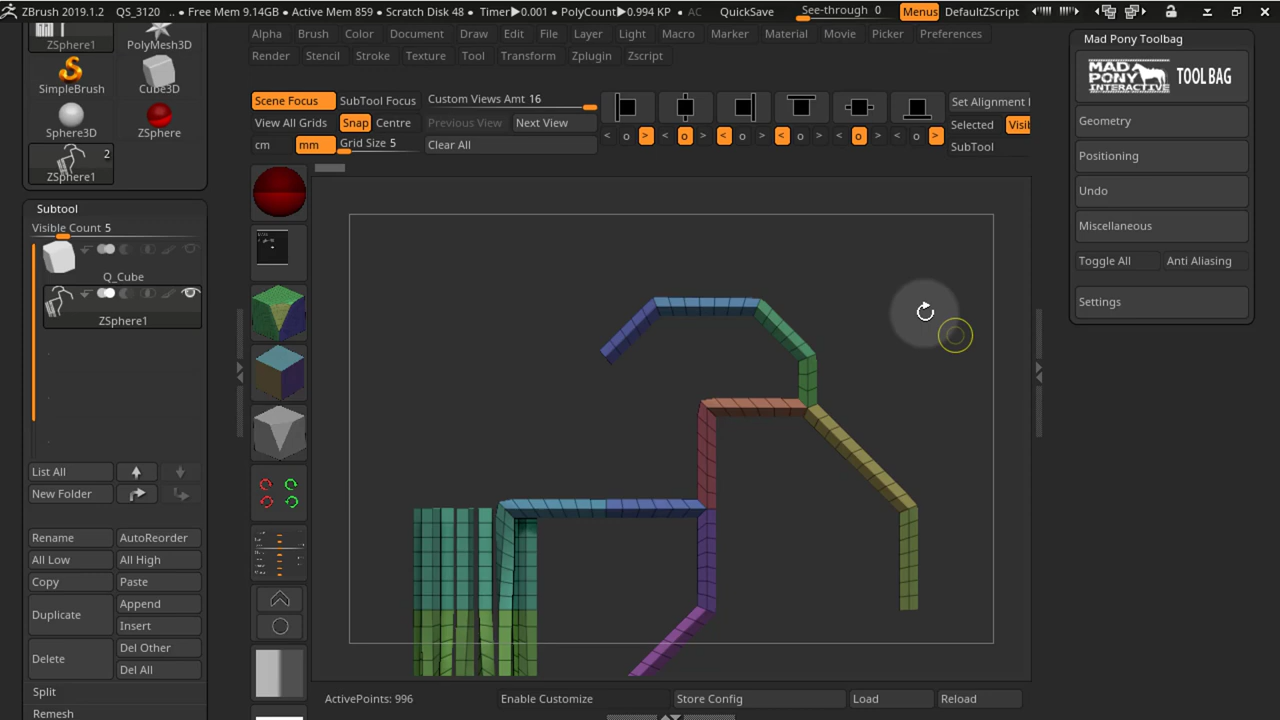 ZBrush 2019.1.2 QS_3120 .. • Free Mem 9.14GB • Active Mem 859 • Scratch Disk 48 • Timer▶0.001 • PolyCount▶0.994 KP • AC QuickSave See-through 0 Menus DefaultZScript
Alpha Brush Color Document Draw Edit File Layer Light Macro Marker Material Movie Picker Preferences
Render Stencil Stroke Texture Tool Transform Zplugin Zscript
ZSphere1 PolyMesh3D
SimpleBrush Cube3D
Sphere3D ZSphere
2
ZSphere1
Subtool
Visible Count 5
Q_Cube
ZSphere1
List All
New Folder
Rename AutoReorder
All Low All High
Copy Paste
Duplicate Append
Insert
Delete Del Other
Del All
Split
Remesh
Scene Focus SubTool Focus Custom Views Amt 16
View All Grids Snap Centre Previous View Next View
cm mm Grid Size 5 Clear All
< o > < o > < o > < o > < o > < o >
Set Alignment
Selected Visib
SubTool
Mad Pony Toolbag
MAD PONY INTERACTIVE TOOL BAG
Geometry
Positioning
Undo
Miscellaneous
Toggle All Anti Aliasing
Settings
ActivePoints: 996 Enable Customize Store Config Load Reload